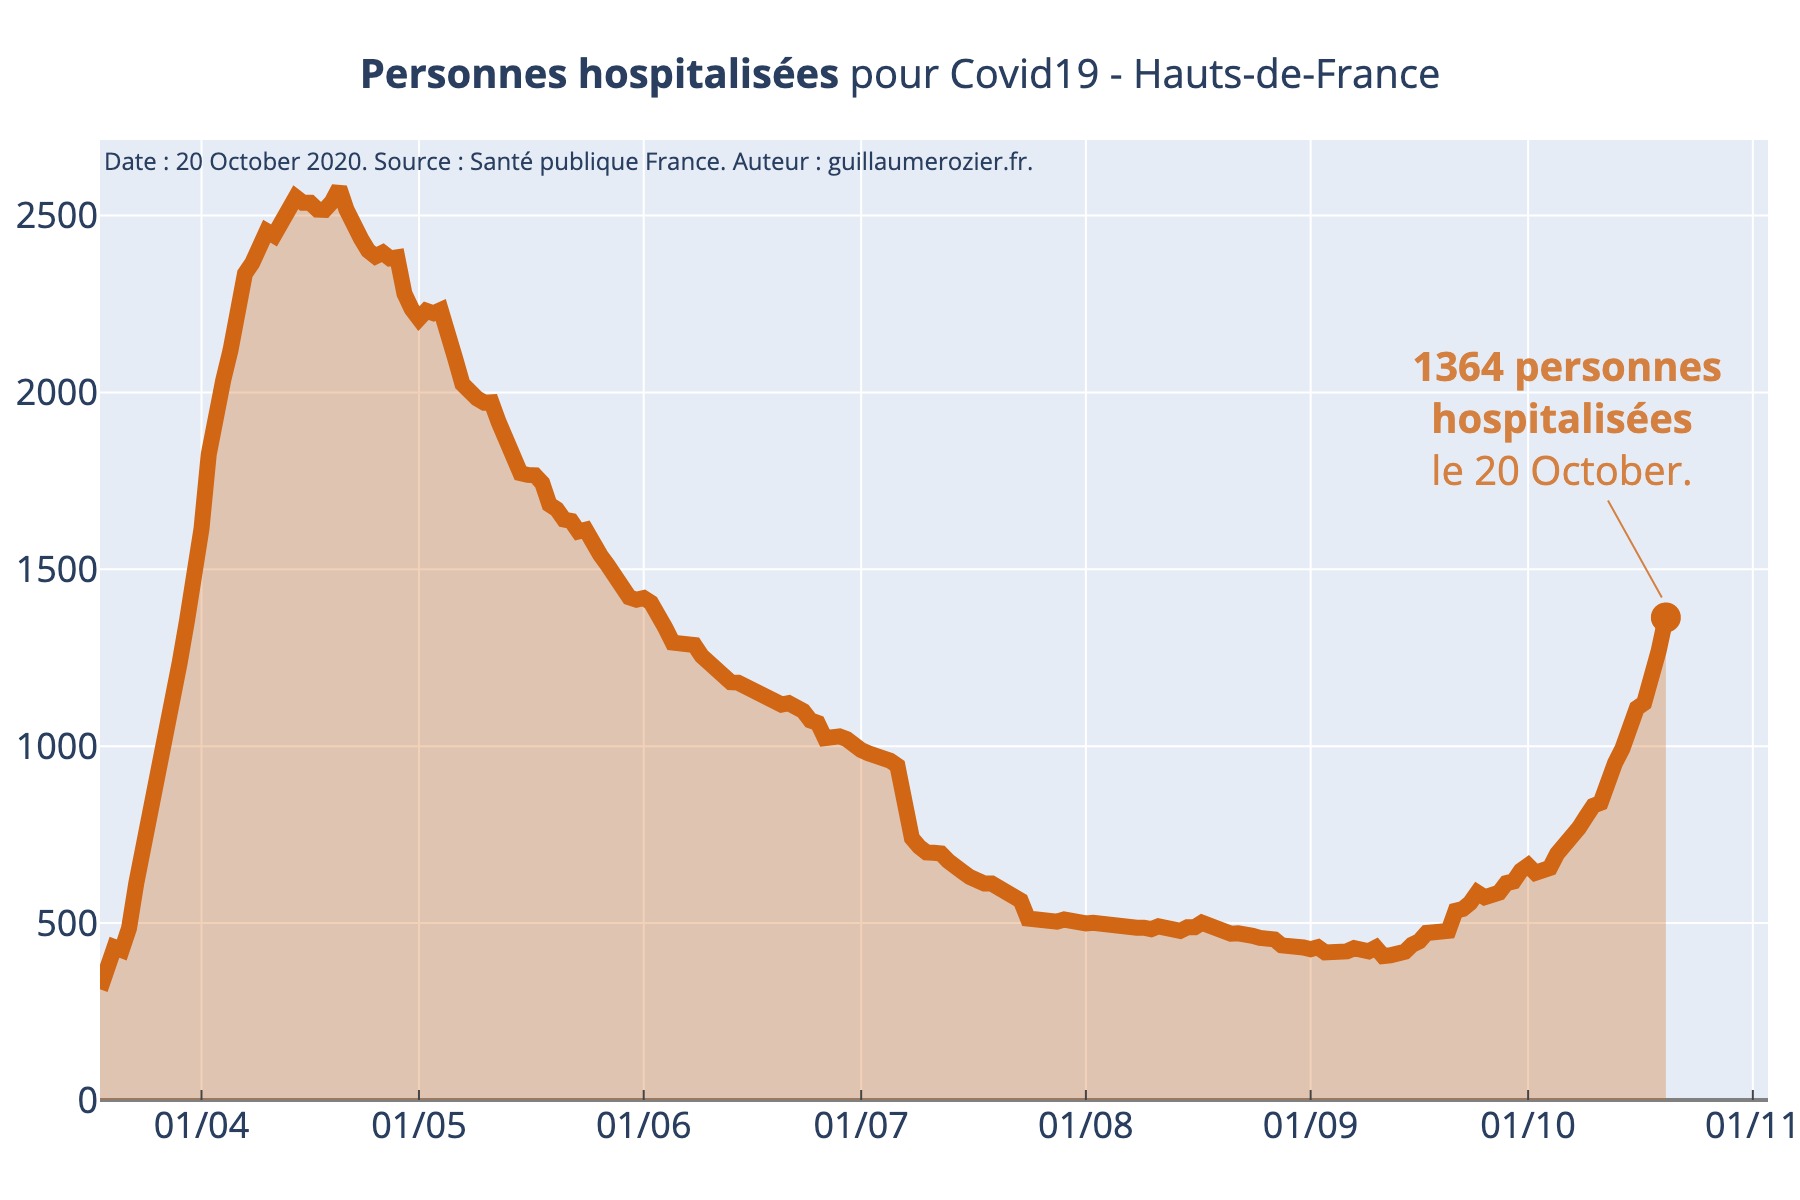 Personnes hospitalisées pour Covid19 - Hauts-de-France
Date : 20 October 2020. Source : Santé publique France. Auteur : guillaumerozier.fr.
2500
2000
1500
1000
500
0
1364 personnes
hospitalisées
le 20 October.
01/04 01/05 01/06 01/07 01/08 01/09 01/10 01/11